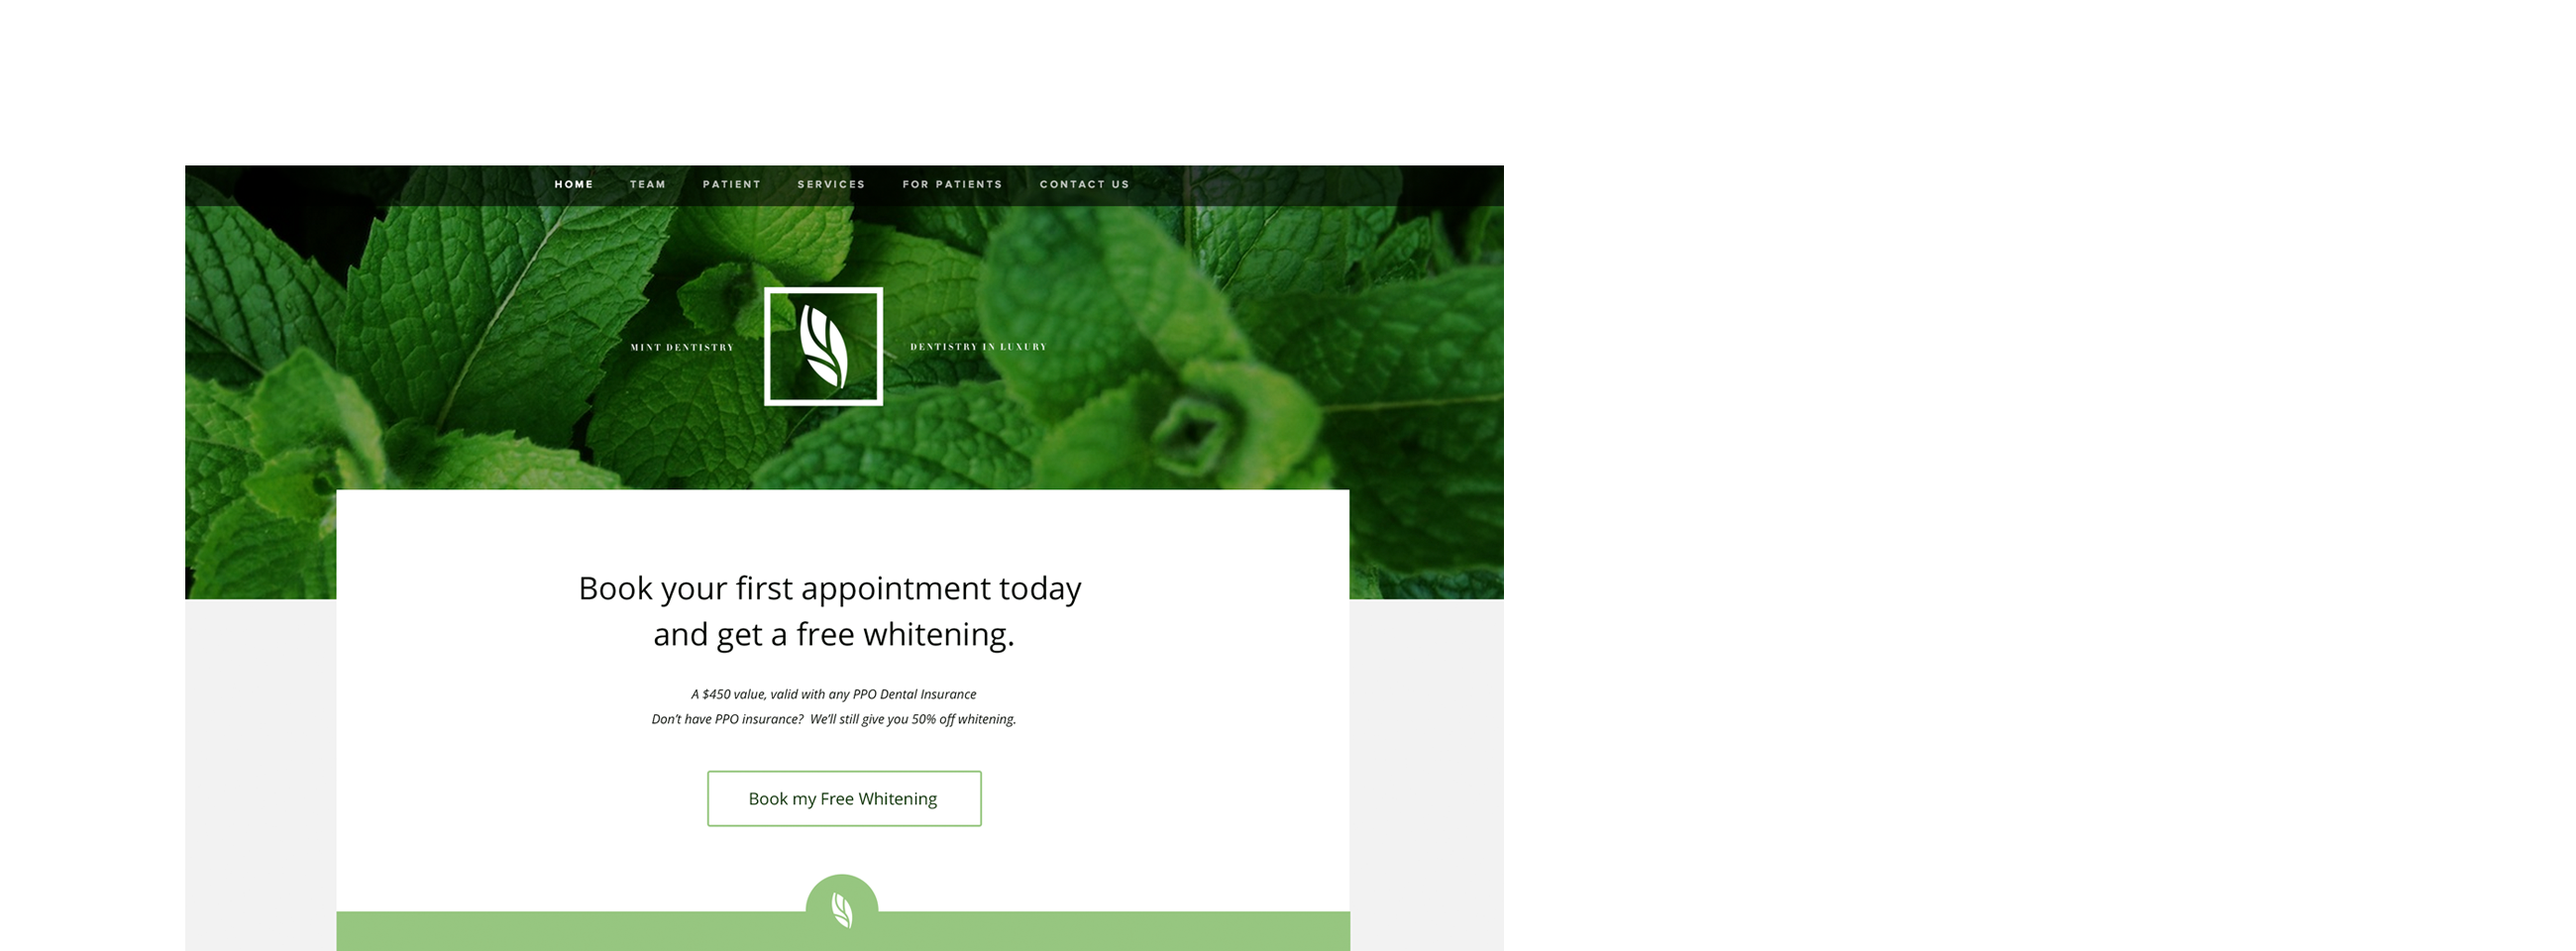 HOME TEAM PATIENT SERVICES FOR PATIENTS CONTACT US
MINT DENTISTRY DENTISTRY IN LUXURY
Book your first appointment today
and get a free whitening.
A $450 value, valid with any PPO Dental Insurance
Don't have PPO insurance?  We'll still give you 50% off whitening.
Book my Free Whitening